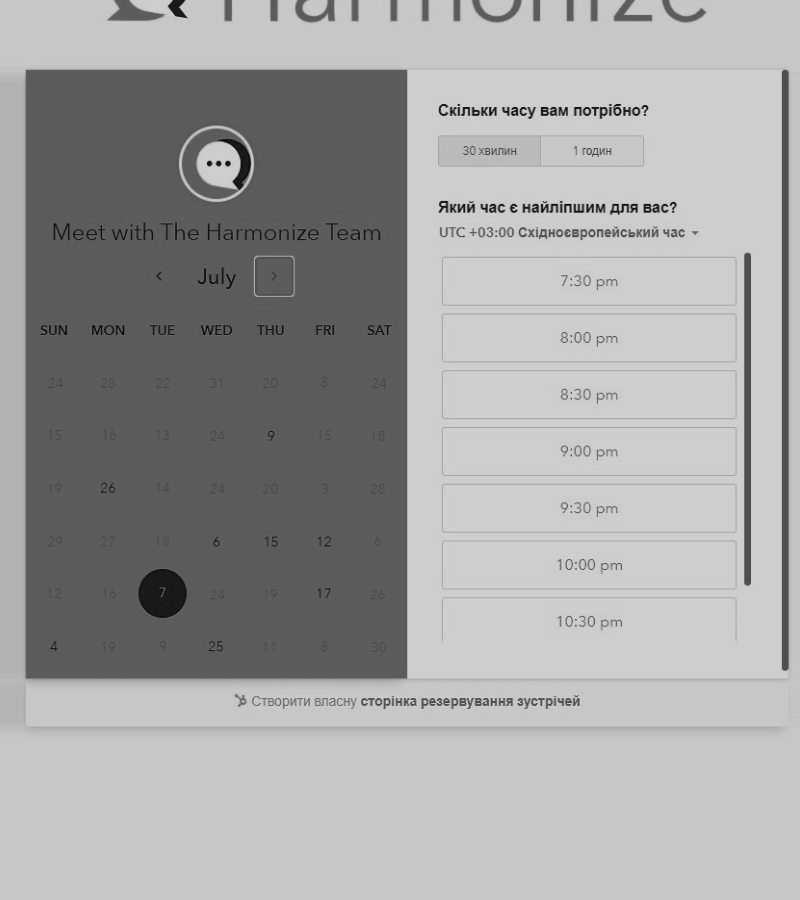 Harmonize
Meet with The Harmonize Team
July
SUN MON TUE WED THU FRI SAT
24 28 22 31 20 8 24
15 16 13 24 9 15 18
19 26 14 24 20 3 28
29 27 18 6 15 12 6
12 16 7 24 19 17 26
4 19 9 25 11 8 30
Скільки часу вам потрібно?
30 хвилин 1 годин
Який час є найліпшим для вас?
UTC +03:00 Східноєвропейський час
7:30 pm
8:00 pm
8:30 pm
9:00 pm
9:30 pm
10:00 pm
10:30 pm
Створити власну сторінка резервування зустрічей